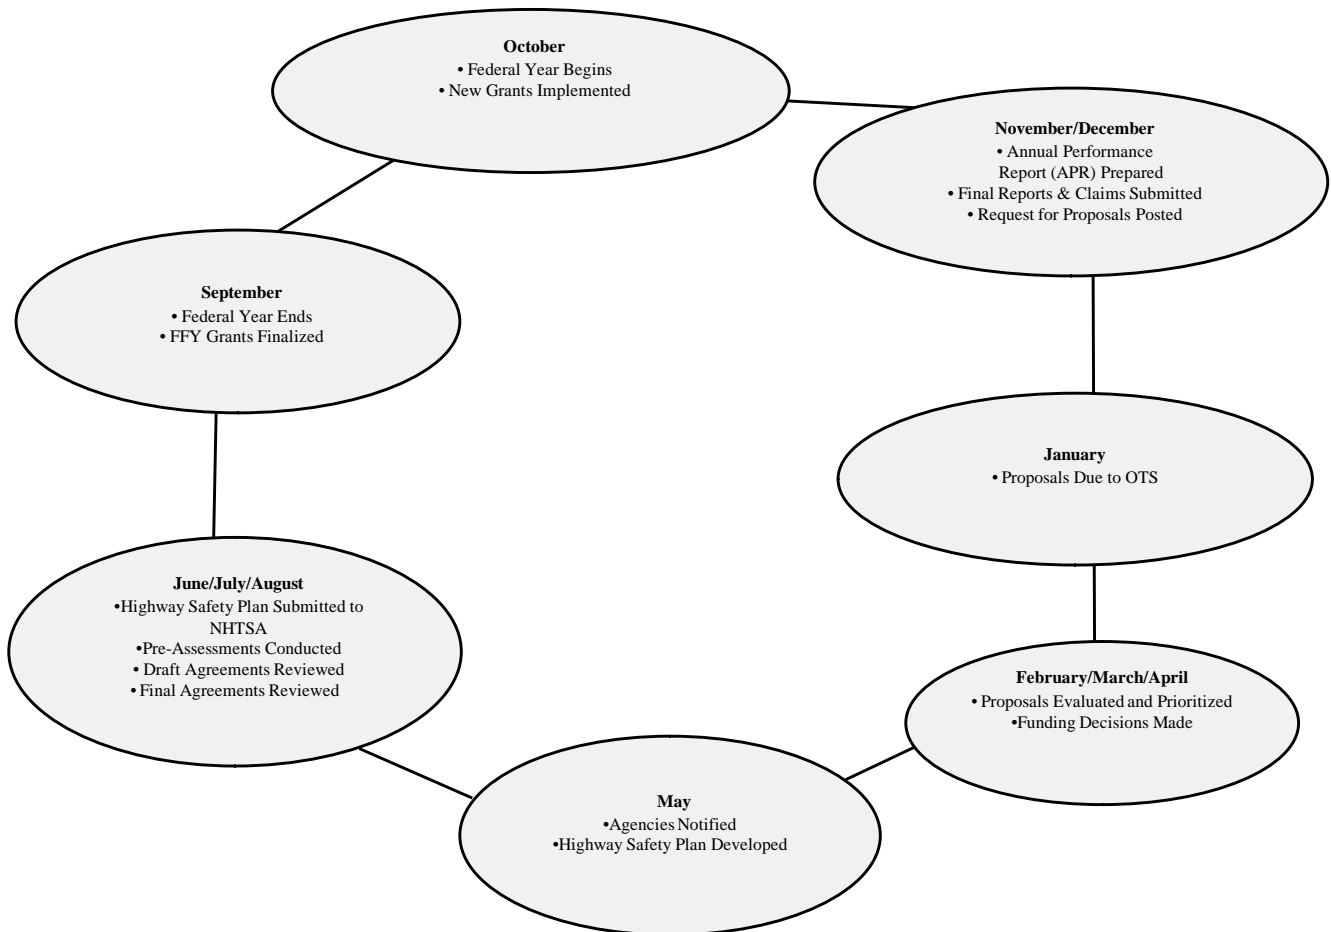 October
• Federal Year Begins
• New Grants Implemented
November/December
• Annual Performance
Report (APR) Prepared
• Final Reports & Claims Submitted
• Request for Proposals Posted
January
• Proposals Due to OTS
February/March/April
• Proposals Evaluated and Prioritized
•Funding Decisions Made
May
•Agencies Notified
•Highway Safety Plan Developed
June/July/August
•Highway Safety Plan Submitted to
NHTSA
•Pre-Assessments Conducted
• Draft Agreements Reviewed
• Final Agreements Reviewed
September
• Federal Year Ends
• FFY Grants Finalized